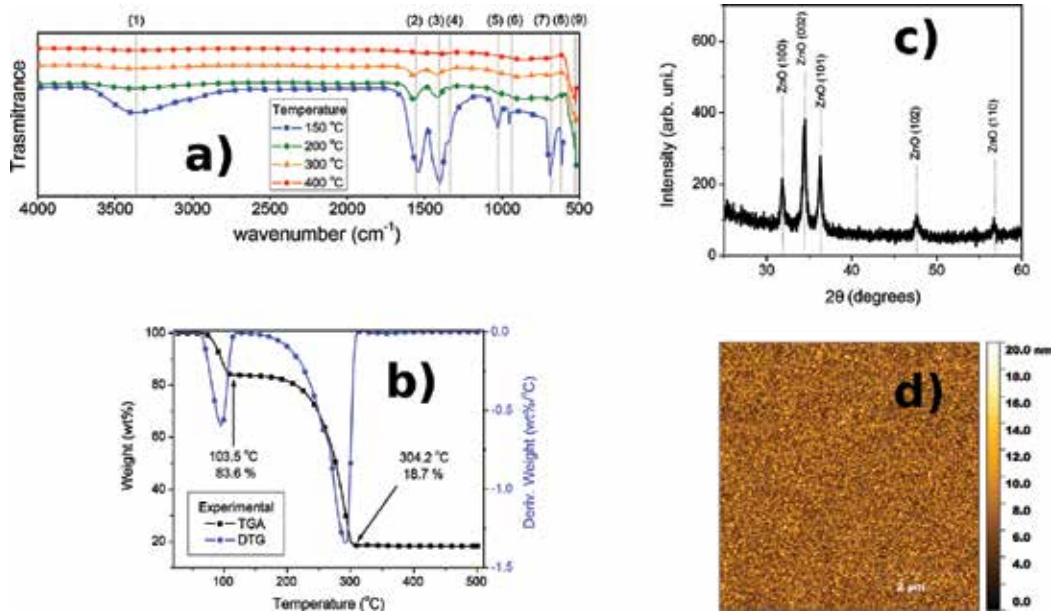 (1) (2) (3) (4) (5) (6) (7) (8) (9)
Trasmitrance
a)
Temperature
150 °C
200 °C
300 °C
400 °C
4000 3500 3000 2500 2000 1500 1000 500
wavenumber (cm-1)
c)
Intensity (arb. uni.)
600
400
200
0
ZnO (100)
ZnO (002)
ZnO (101)
ZnO (102)
ZnO (110)
30 40 50 60
2θ (degrees)
b)
Weight (wt%)
100
80
60
40
20
103.5 °C
83.6 %
304.2 °C
18.7 %
Experimental
TGA
DTG
0.0
-0.5
-1.0
-1.5
Deriv. Weight (wt%/°C)
100 200 300 400 500
Temperature (°C)
d)
2 μm
20.0 nm
18.0
16.0
14.0
12.0
10.0
8.0
6.0
4.0
2.0
0.0